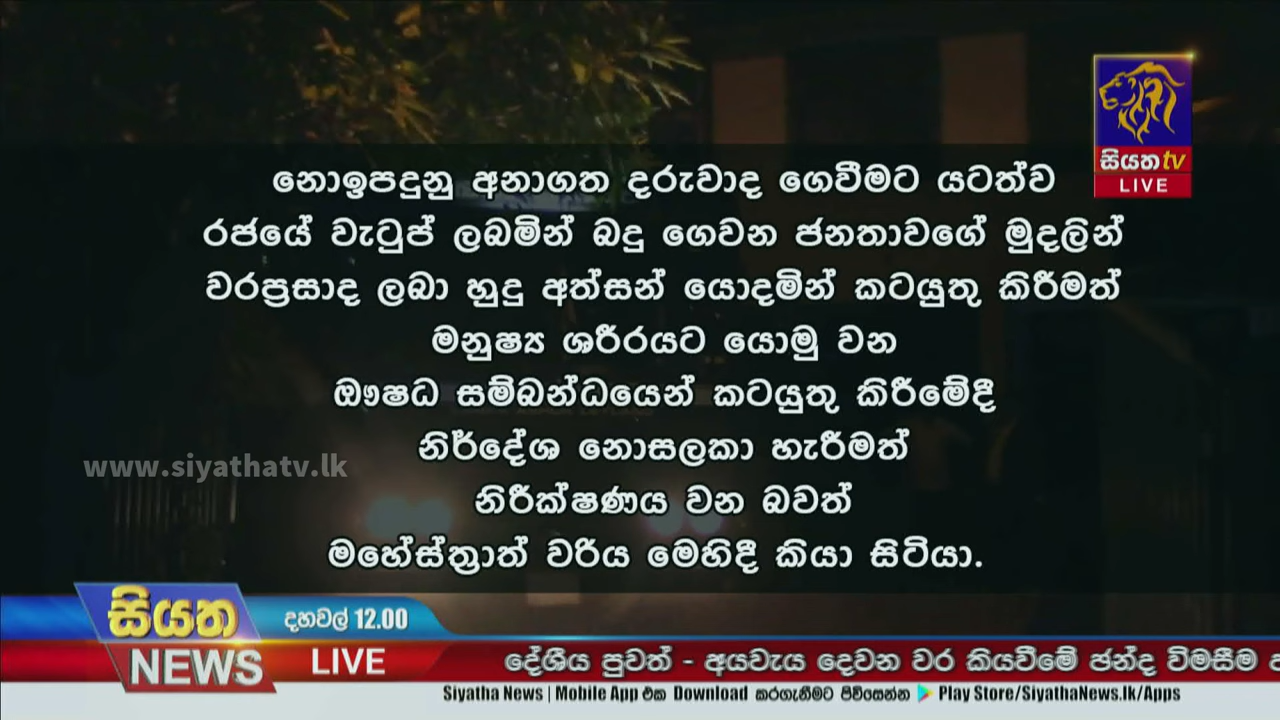 සියත tv
LIVE
නොඉපදුනු අනාගත දරුවාද ගෙවීමට යටත්ව
රජයේ වැටුප් ලබමින් බදු ගෙවන ජනතාවගේ මුදලින්
වරප්‍රසාද ලබා හුදු අත්සන් යොදමින් කටයුතු කිරීමත්
මනුෂ්‍ය ශරීරයට යොමු වන
ඖෂධ සම්බන්ධයෙන් කටයුතු කිරීමේදී
නිර්දේශ නොසලකා හැරීමත්
www.siyathatv.lk
නිරීක්ෂණය වන බවත්
මහේස්ත්‍රාත් වරිය මෙහිදී කියා සිටියා.
සියත
දහවල් 12.00
NEWS LIVE
දේශීය පුවත් - අයවැය දෙවන වර කියවීමේ ඡන්ද විමසීම
Siyatha News | Mobile App එක Download කරගැනීමට පිවිසෙන්න Play Store/SiyathaNews.lk/Apps